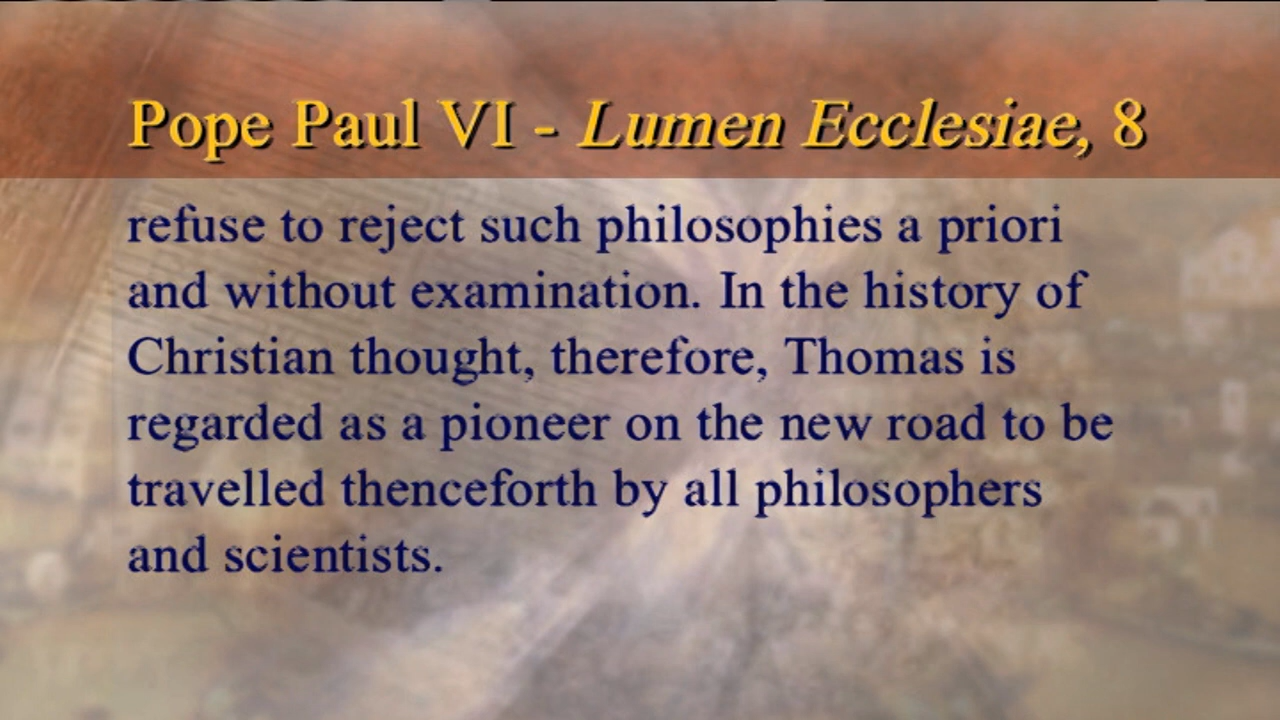 Pope Paul VI - Lumen Ecclesiae, 8
refuse to reject such philosophies a priori
and without examination. In the history of
Christian thought, therefore, Thomas is
regarded as a pioneer on the new road to be
travelled thenceforth by all philosophers
and scientists.